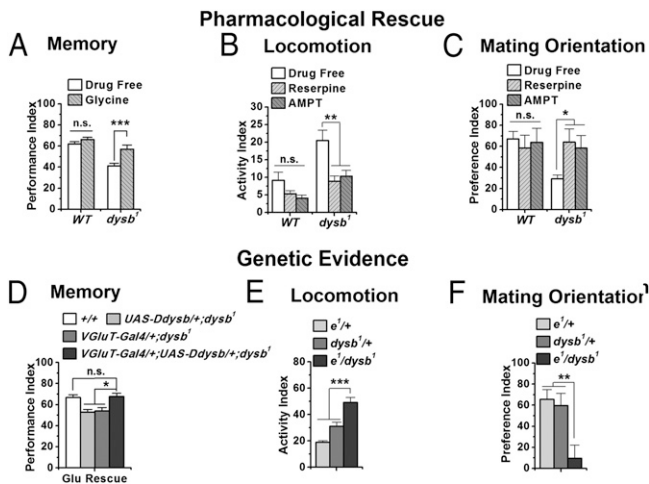 Pharmacological Rescue
A Memory
Drug Free
Glycine
Performance Index
100
80
60
40
20
0
n.s.
***
WT dysb¹
B Locomotion
Drug Free
Reserpine
AMPT
Activity Index
30
25
20
15
10
5
0
n.s.
**
WT dysb¹
C Mating Orientation
Drug Free
Reserpine
AMPT
Preference Index
100
80
60
40
20
0
n.s.
*
WT dysb¹
Genetic Evidence
D Memory
+/+ UAS-Ddysb/+;dysb¹
VGluT-Gal4/+;dysb¹
VGluT-Gal4/+;UAS-Ddysb/+;dysb¹
Performance Index
100
80
60
40
20
0
n.s.
*
Glu Rescue
E Locomotion
e¹/+
dysb¹/+
e¹/dysb¹
Activity Index
80
60
40
20
0
***
F Mating Orientation
e¹/+
dysb¹/+
e¹/dysb¹
Preference Index
100
80
60
40
20
0
**